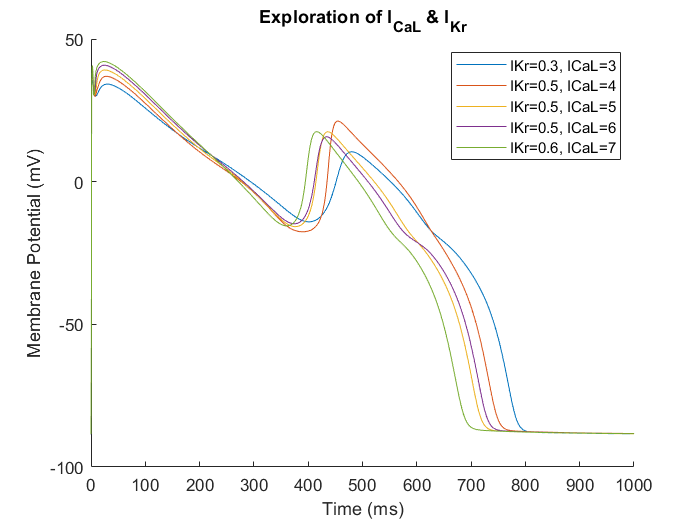 Exploration of I_CaL & I_Kr
50
0
-50
-100
Membrane Potential (mV)
IKr=0.3, ICaL=3
IKr=0.5, ICaL=4
IKr=0.5, ICaL=5
IKr=0.5, ICaL=6
IKr=0.6, ICaL=7
0 100 200 300 400 500 600 700 800 900 1000
Time (ms)